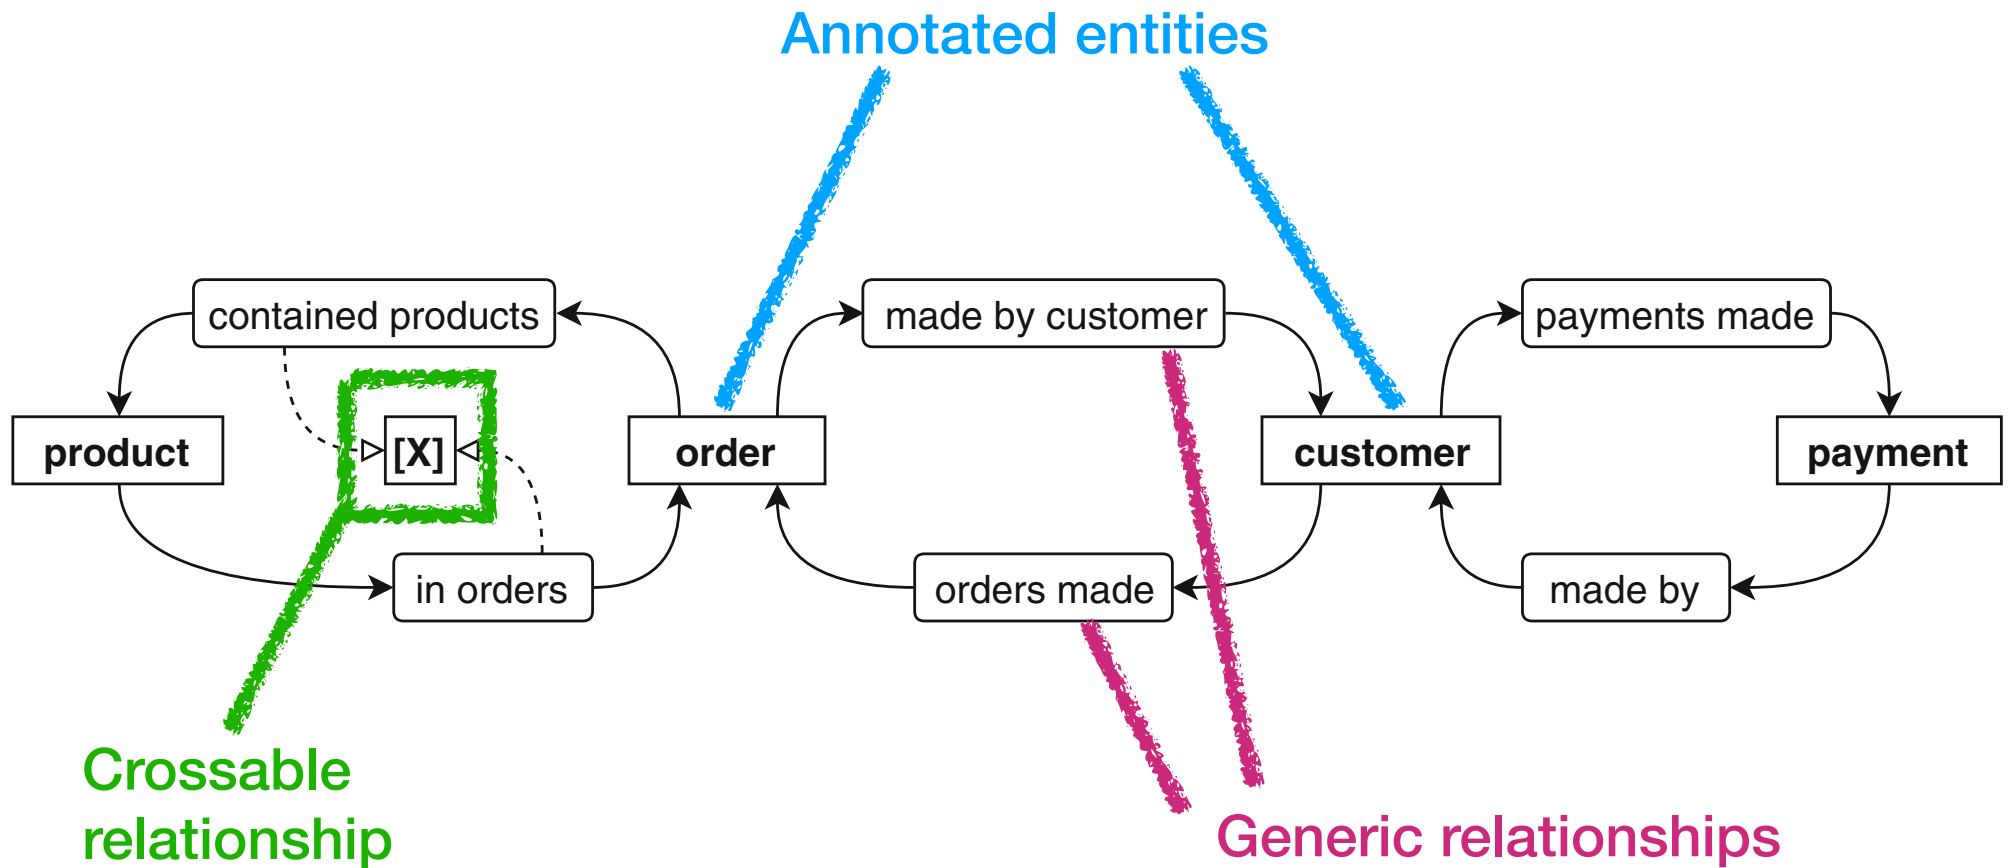 Annotated entities
contained products
made by customer
payments made
product
[X]
order
customer
payment
in orders
orders made
made by
Crossable
relationship
Generic relationships